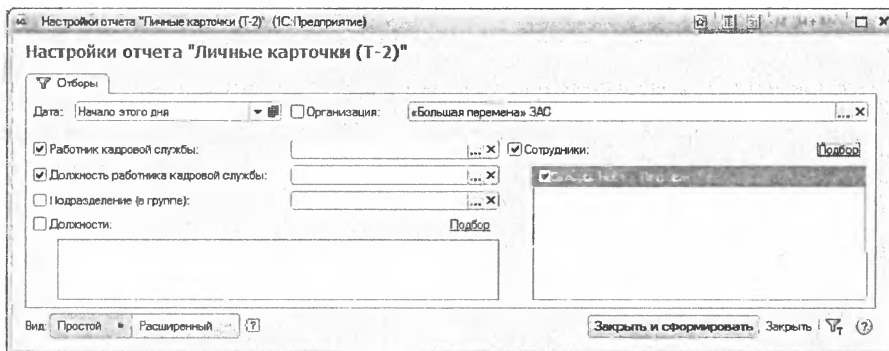 Настройки отчета "Личные карточки (Т-2)" (1С:Предприятие)
Настройки отчета "Личные карточки (Т-2)"
Отборы
Дата: Начало этого дня Организация: «Большая перемена» ЗАС
Работник кадровой службы: ... × Сотрудники: Подбор
Должность работника кадровой службы: ... ×
Подразделение (в группе): ... ×
Должности: Подбор
Вид: Простой Расширенный ? Закрыть и сформировать Закрыть ?